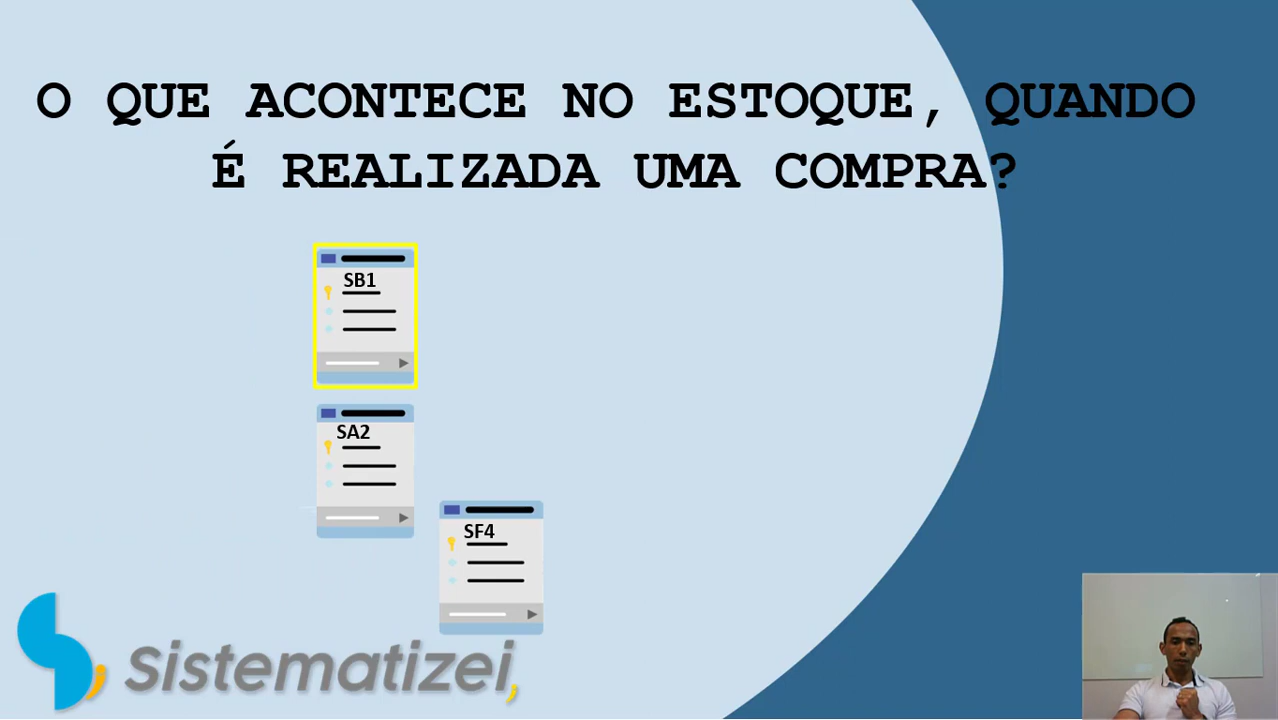 O QUE ACONTECE NO ESTOQUE, QUANDO
É REALIZADA UMA COMPRA?
SB1
SA2
SF4
Sistematizei,